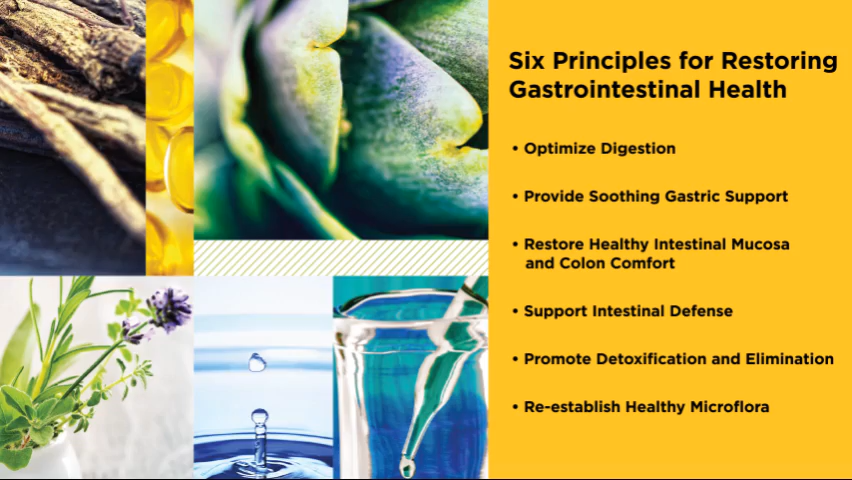 Six Principles for Restoring
Gastrointestinal Health
• Optimize Digestion
• Provide Soothing Gastric Support
• Restore Healthy Intestinal Mucosa
and Colon Comfort
• Support Intestinal Defense
• Promote Detoxification and Elimination
• Re-establish Healthy Microflora